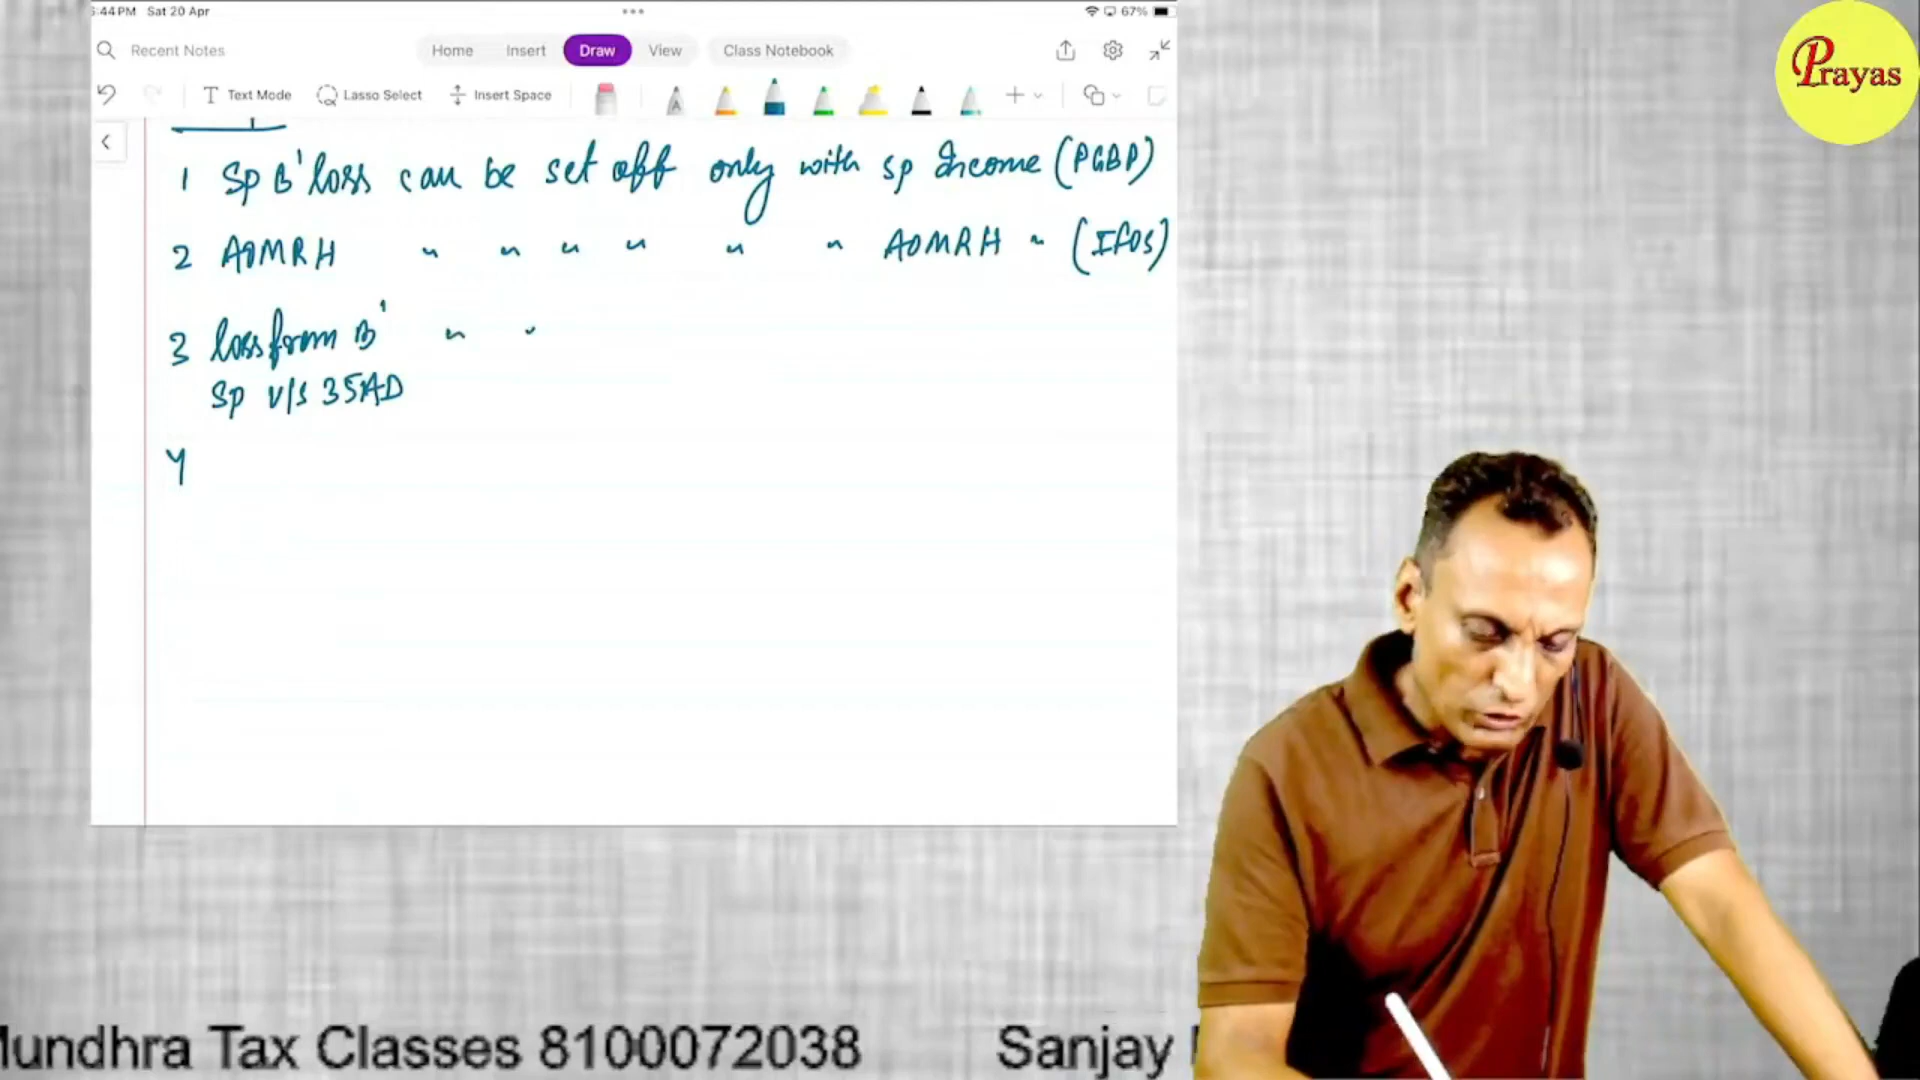 :44 PM Sat 20 Apr
67%
Recent Notes
Home Insert Draw View Class Notebook
Text Mode Lasso Select Insert Space
Prayas
1 Sp B' loss can be set off only with sp Income (PGBP)
2 AOMRH " " " " " " AOMRH " (IFOS)
3 loss from B' " "
Sp v/s 35AD
4
Mundhra Tax Classes 8100072038 Sanjay